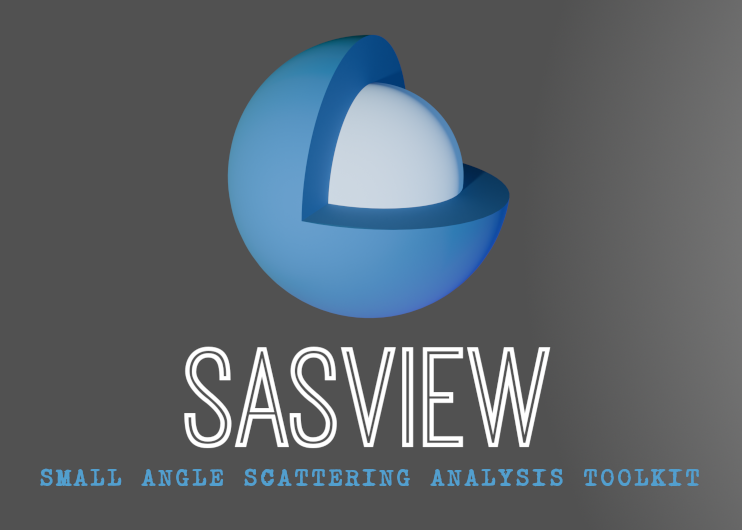 SASVIEW
SMALL ANGLE SCATTERING ANALYSIS TOOLKIT